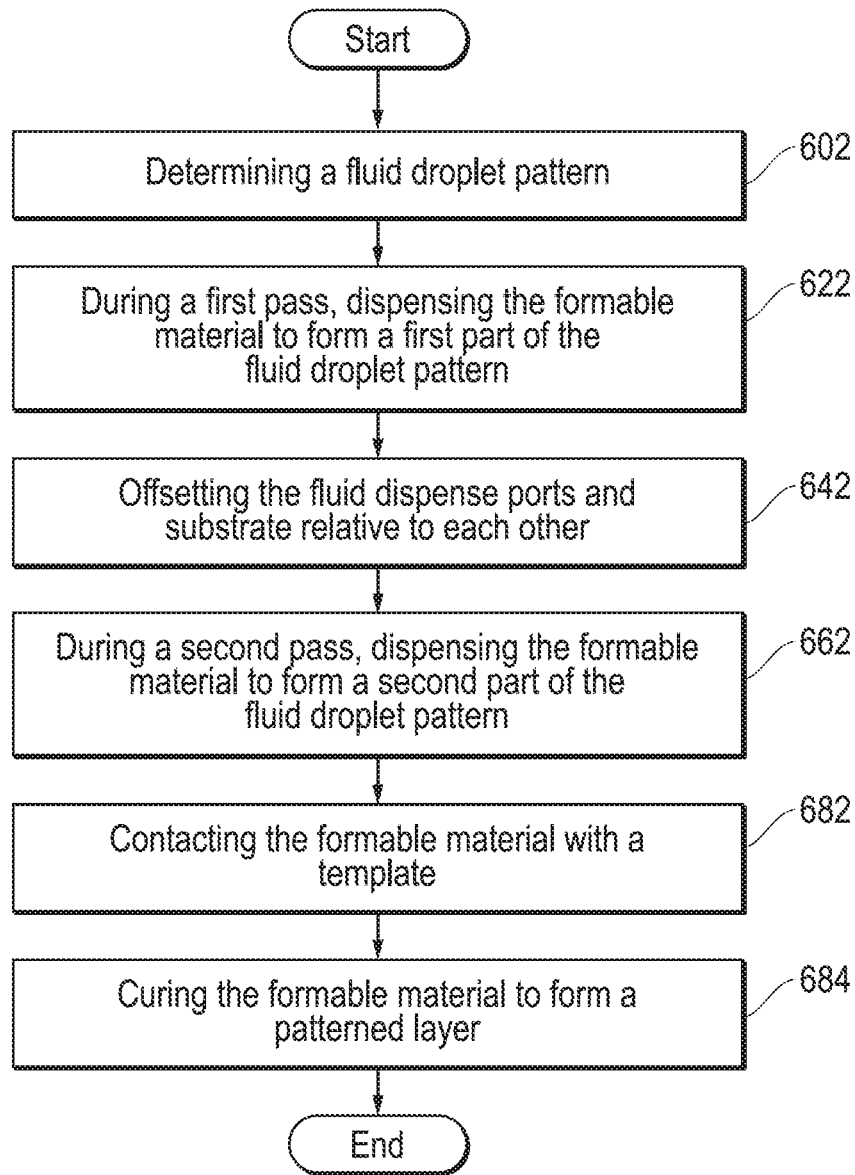 Start
Determining a fluid droplet pattern
602
During a first pass, dispensing the formable
material to form a first part of the
fluid droplet pattern
622
Offsetting the fluid dispense ports and
substrate relative to each other
642
During a second pass, dispensing the formable
material to form a second part of the
fluid droplet pattern
662
Contacting the formable material with a
template
682
Curing the formable material to form a
patterned layer
684
End